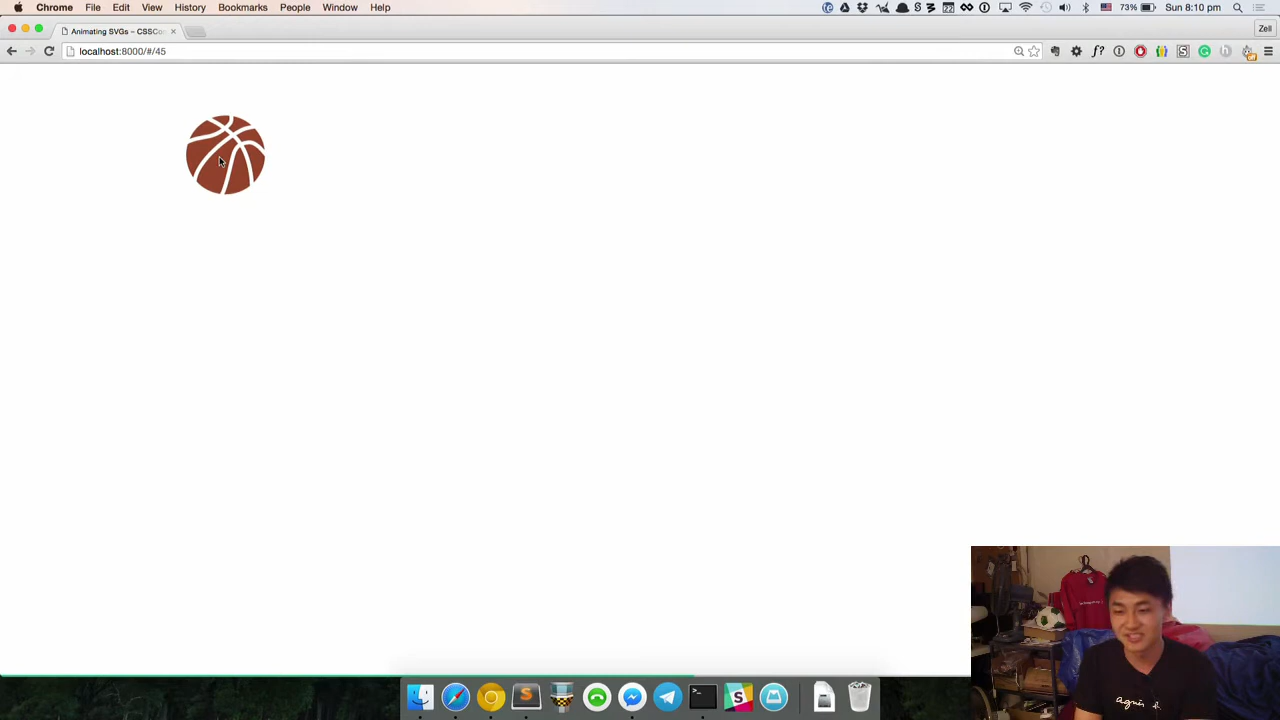 Chrome File Edit View History Bookmarks People Window Help 73% Sun 8:10 pm
Animating SVGs – CSSCo
Zell
localhost:8000/#/45
agnès b.